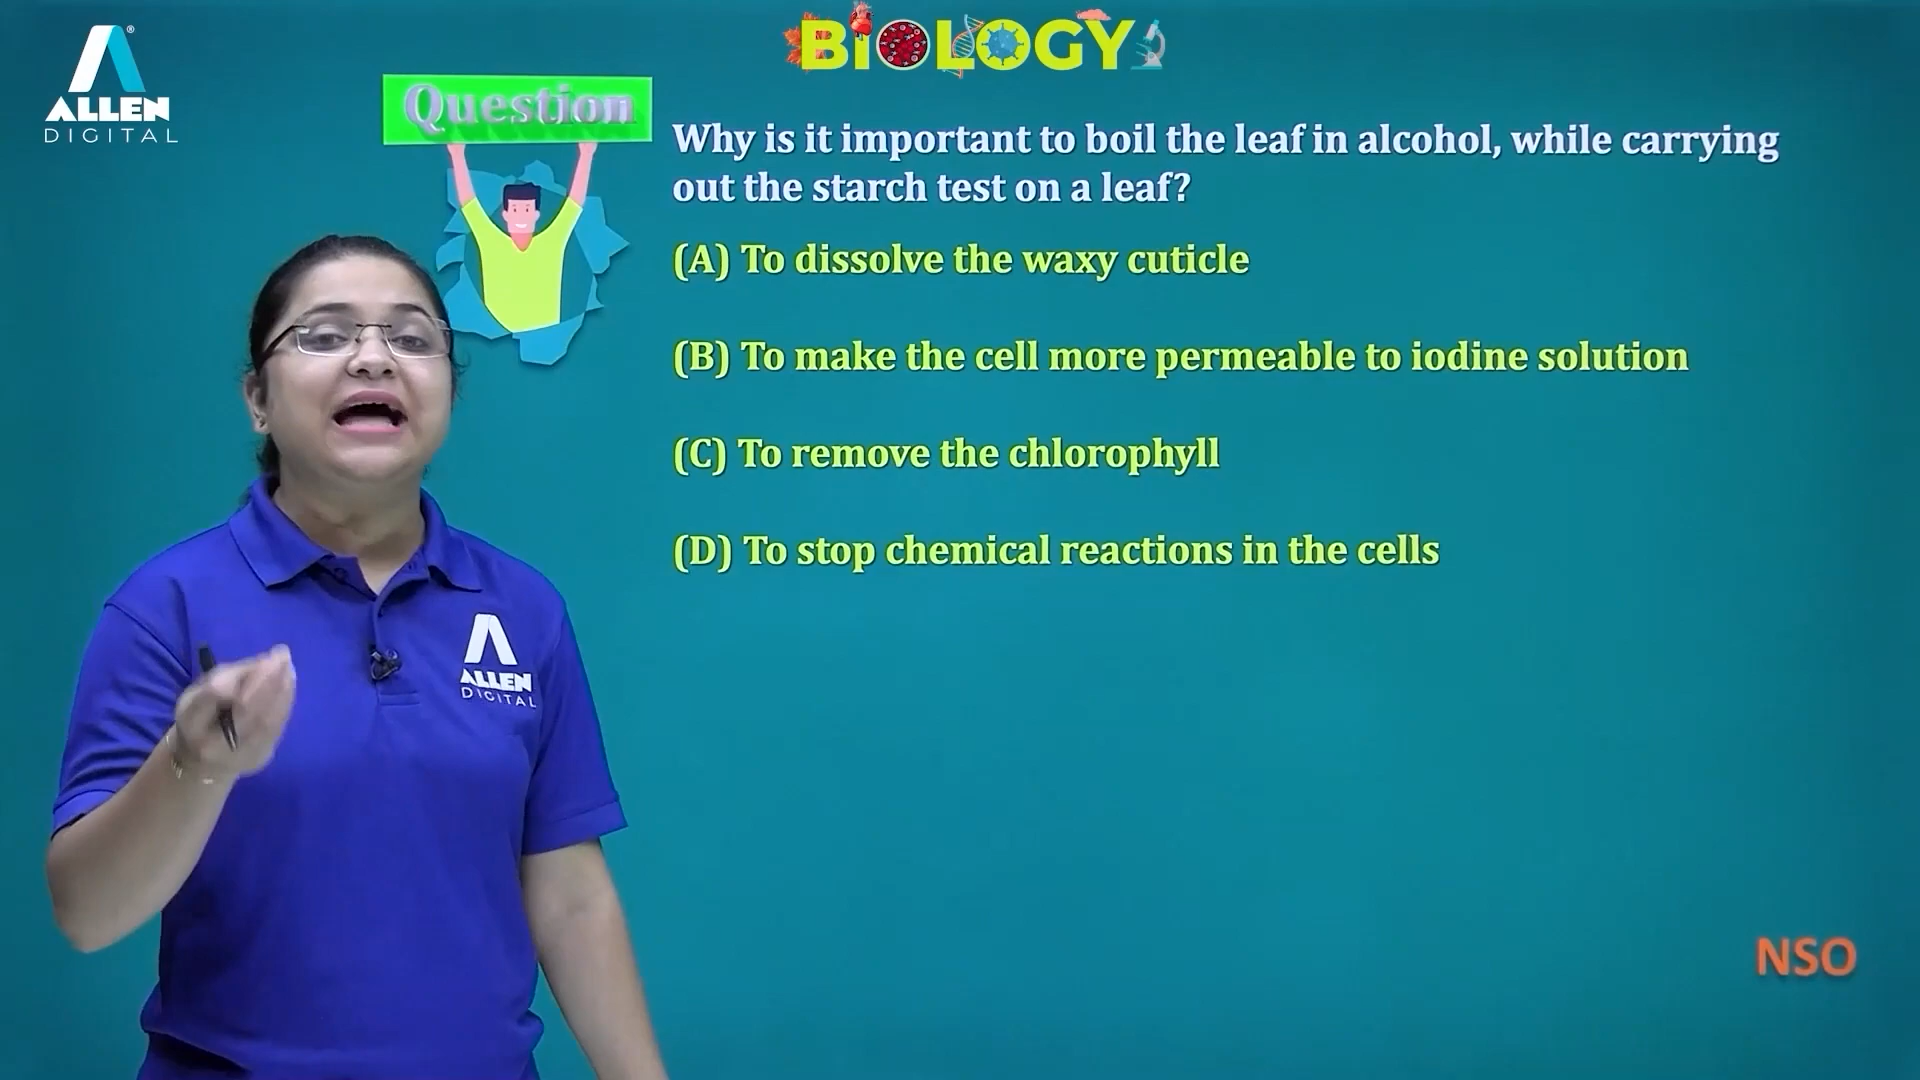 BIOLOGY
ALLEN
DIGITAL
Question
Why is it important to boil the leaf in alcohol, while carrying
out the starch test on a leaf?
(A) To dissolve the waxy cuticle
(B) To make the cell more permeable to iodine solution
(C) To remove the chlorophyll
(D) To stop chemical reactions in the cells
ALLEN
DIGITAL
NSO